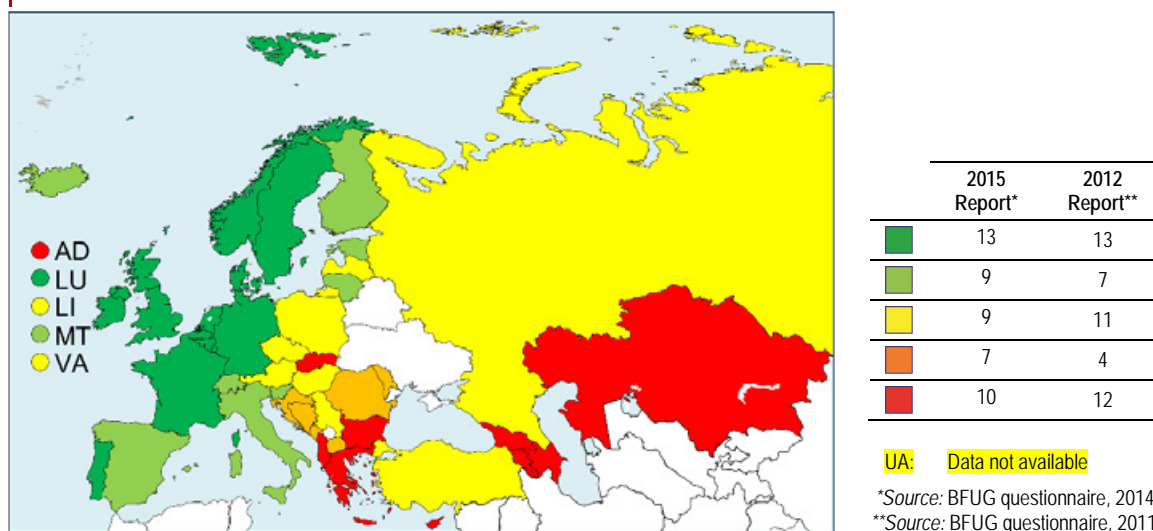 AD
LU
LI
MT
VA
2015 Report* 2012 Report**
13 13
9 7
9 11
7 4
10 12
UA: Data not available
*Source: BFUG questionnaire, 2014
**Source: BFUG questionnaire, 2011